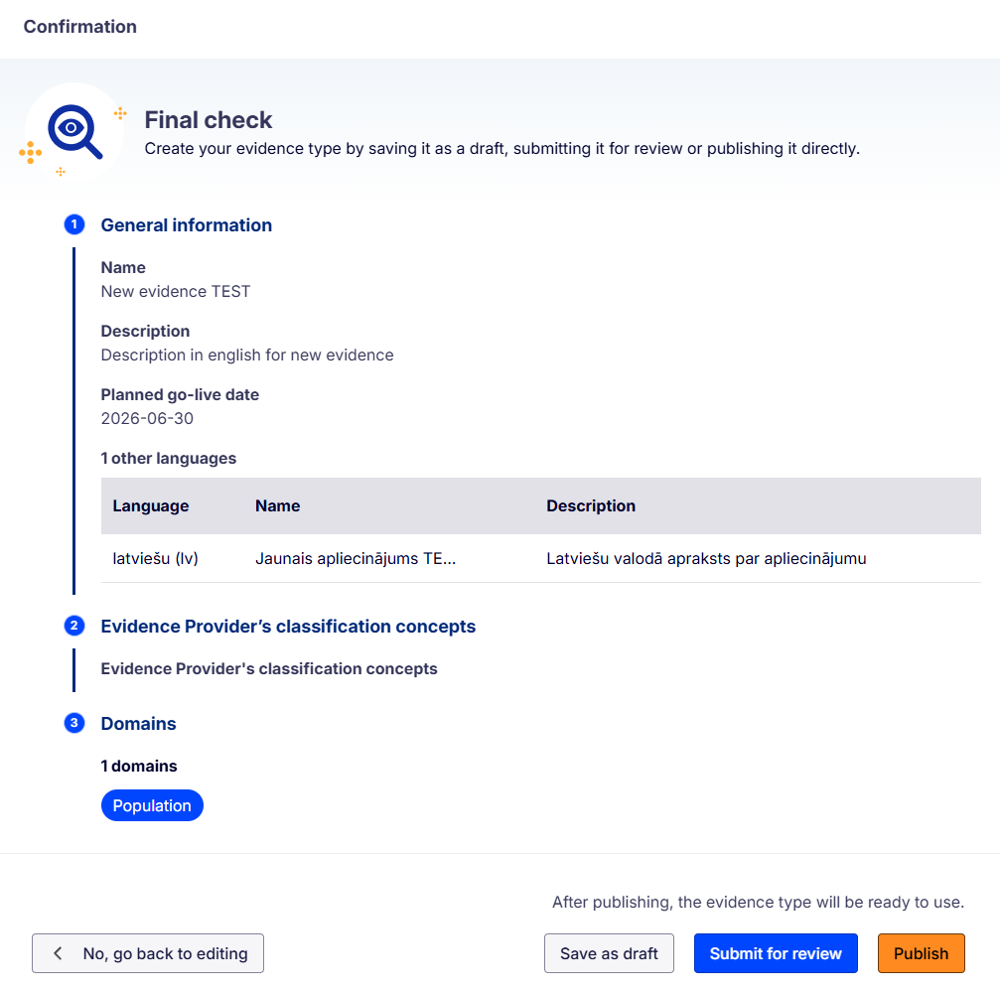 Confirmation
Final check
Create your evidence type by saving it as a draft, submitting it for review or publishing it directly.
1 General information
Name
New evidence TEST
Description
Description in english for new evidence
Planned go-live date
2026-06-30
1 other languages
Language Name Description
latviešu (lv) Jaunais apliecinājums TE... Latviešu valodā apraksts par apliecinājumu
2 Evidence Provider’s classification concepts
Evidence Provider's classification concepts
3 Domains
1 domains
Population
After publishing, the evidence type will be ready to use.
No, go back to editing Save as draft Submit for review Publish